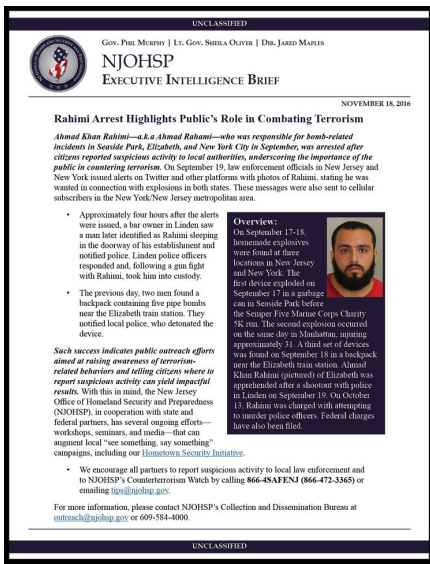 UNCLASSIFIED
GOV. PHIL MURPHY | LT. GOV. SHEILA OLIVER | DIR. JARED MAPLES
NJOHSP
EXECUTIVE INTELLIGENCE BRIEF
NOVEMBER 18, 2016
Rahimi Arrest Highlights Public's Role in Combating Terrorism
Ahmad Khan Rahimi—a.k.a Ahmad Rahami—who was responsible for bomb-related
incidents in Seaside Park, Elizabeth, and New York City in September, was arrested after
citizens reported suspicious activity to local authorities, underscoring the importance of the
public in countering terrorism. On September 19, law enforcement officials in New Jersey and
New York issued alerts on Twitter and other platforms with photos of Rahimi, stating he was
wanted in connection with explosions in both states. These messages were also sent to cellular
subscribers in the New York/New Jersey metropolitan area.
• Approximately four hours after the alerts
were issued, a bar owner in Linden saw
a man later identified as Rahimi sleeping
in the doorway of his establishment and
notified police. Linden police officers
responded and, following a gun fight
with Rahimi, took him into custody.
• The previous day, two men found a
backpack containing five pipe bombs
near the Elizabeth train station. They
notified local police, who detonated the
device.
Such success indicates public outreach efforts
aimed at raising awareness of terrorism-
related behaviors and telling citizens where to
report suspicious activity can yield impactful
results. With this in mind, the New Jersey
Office of Homeland Security and Preparedness
(NJOHSP), in cooperation with state and
federal partners, has several ongoing efforts—
workshops, seminars, and media—that can
augment local "see something, say something"
campaigns, including our Hometown Security Initiative.
Overview:
On September 17-18,
homemade explosives
were found at three
locations in New Jersey
and New York. The
first device exploded on
September 17 in a garbage
can in Seaside Park before
the Semper Five Marine Corps Charity
5K run. The second explosion occurred
on the same day in Manhattan, injuring
approximately 31. A third set of devices
was found on September 18 in a backpack
near the Elizabeth train station. Ahmad
Khan Rahimi (pictured) of Elizabeth was
apprehended after a shootout with police
in Linden on September 19. On October
13, Rahimi was charged with attempting
to murder police officers. Federal charges
have also been filed.
• We encourage all partners to report suspicious activity to local law enforcement and
to NJOHSP's Counterterrorism Watch by calling 866-4SAFENJ (866-472-3365) or
emailing tips@njohsp.gov.
For more information, please contact NJOHSP's Collection and Dissemination Bureau at
outreach@njohsp.gov or 609-584-4000.
UNCLASSIFIED